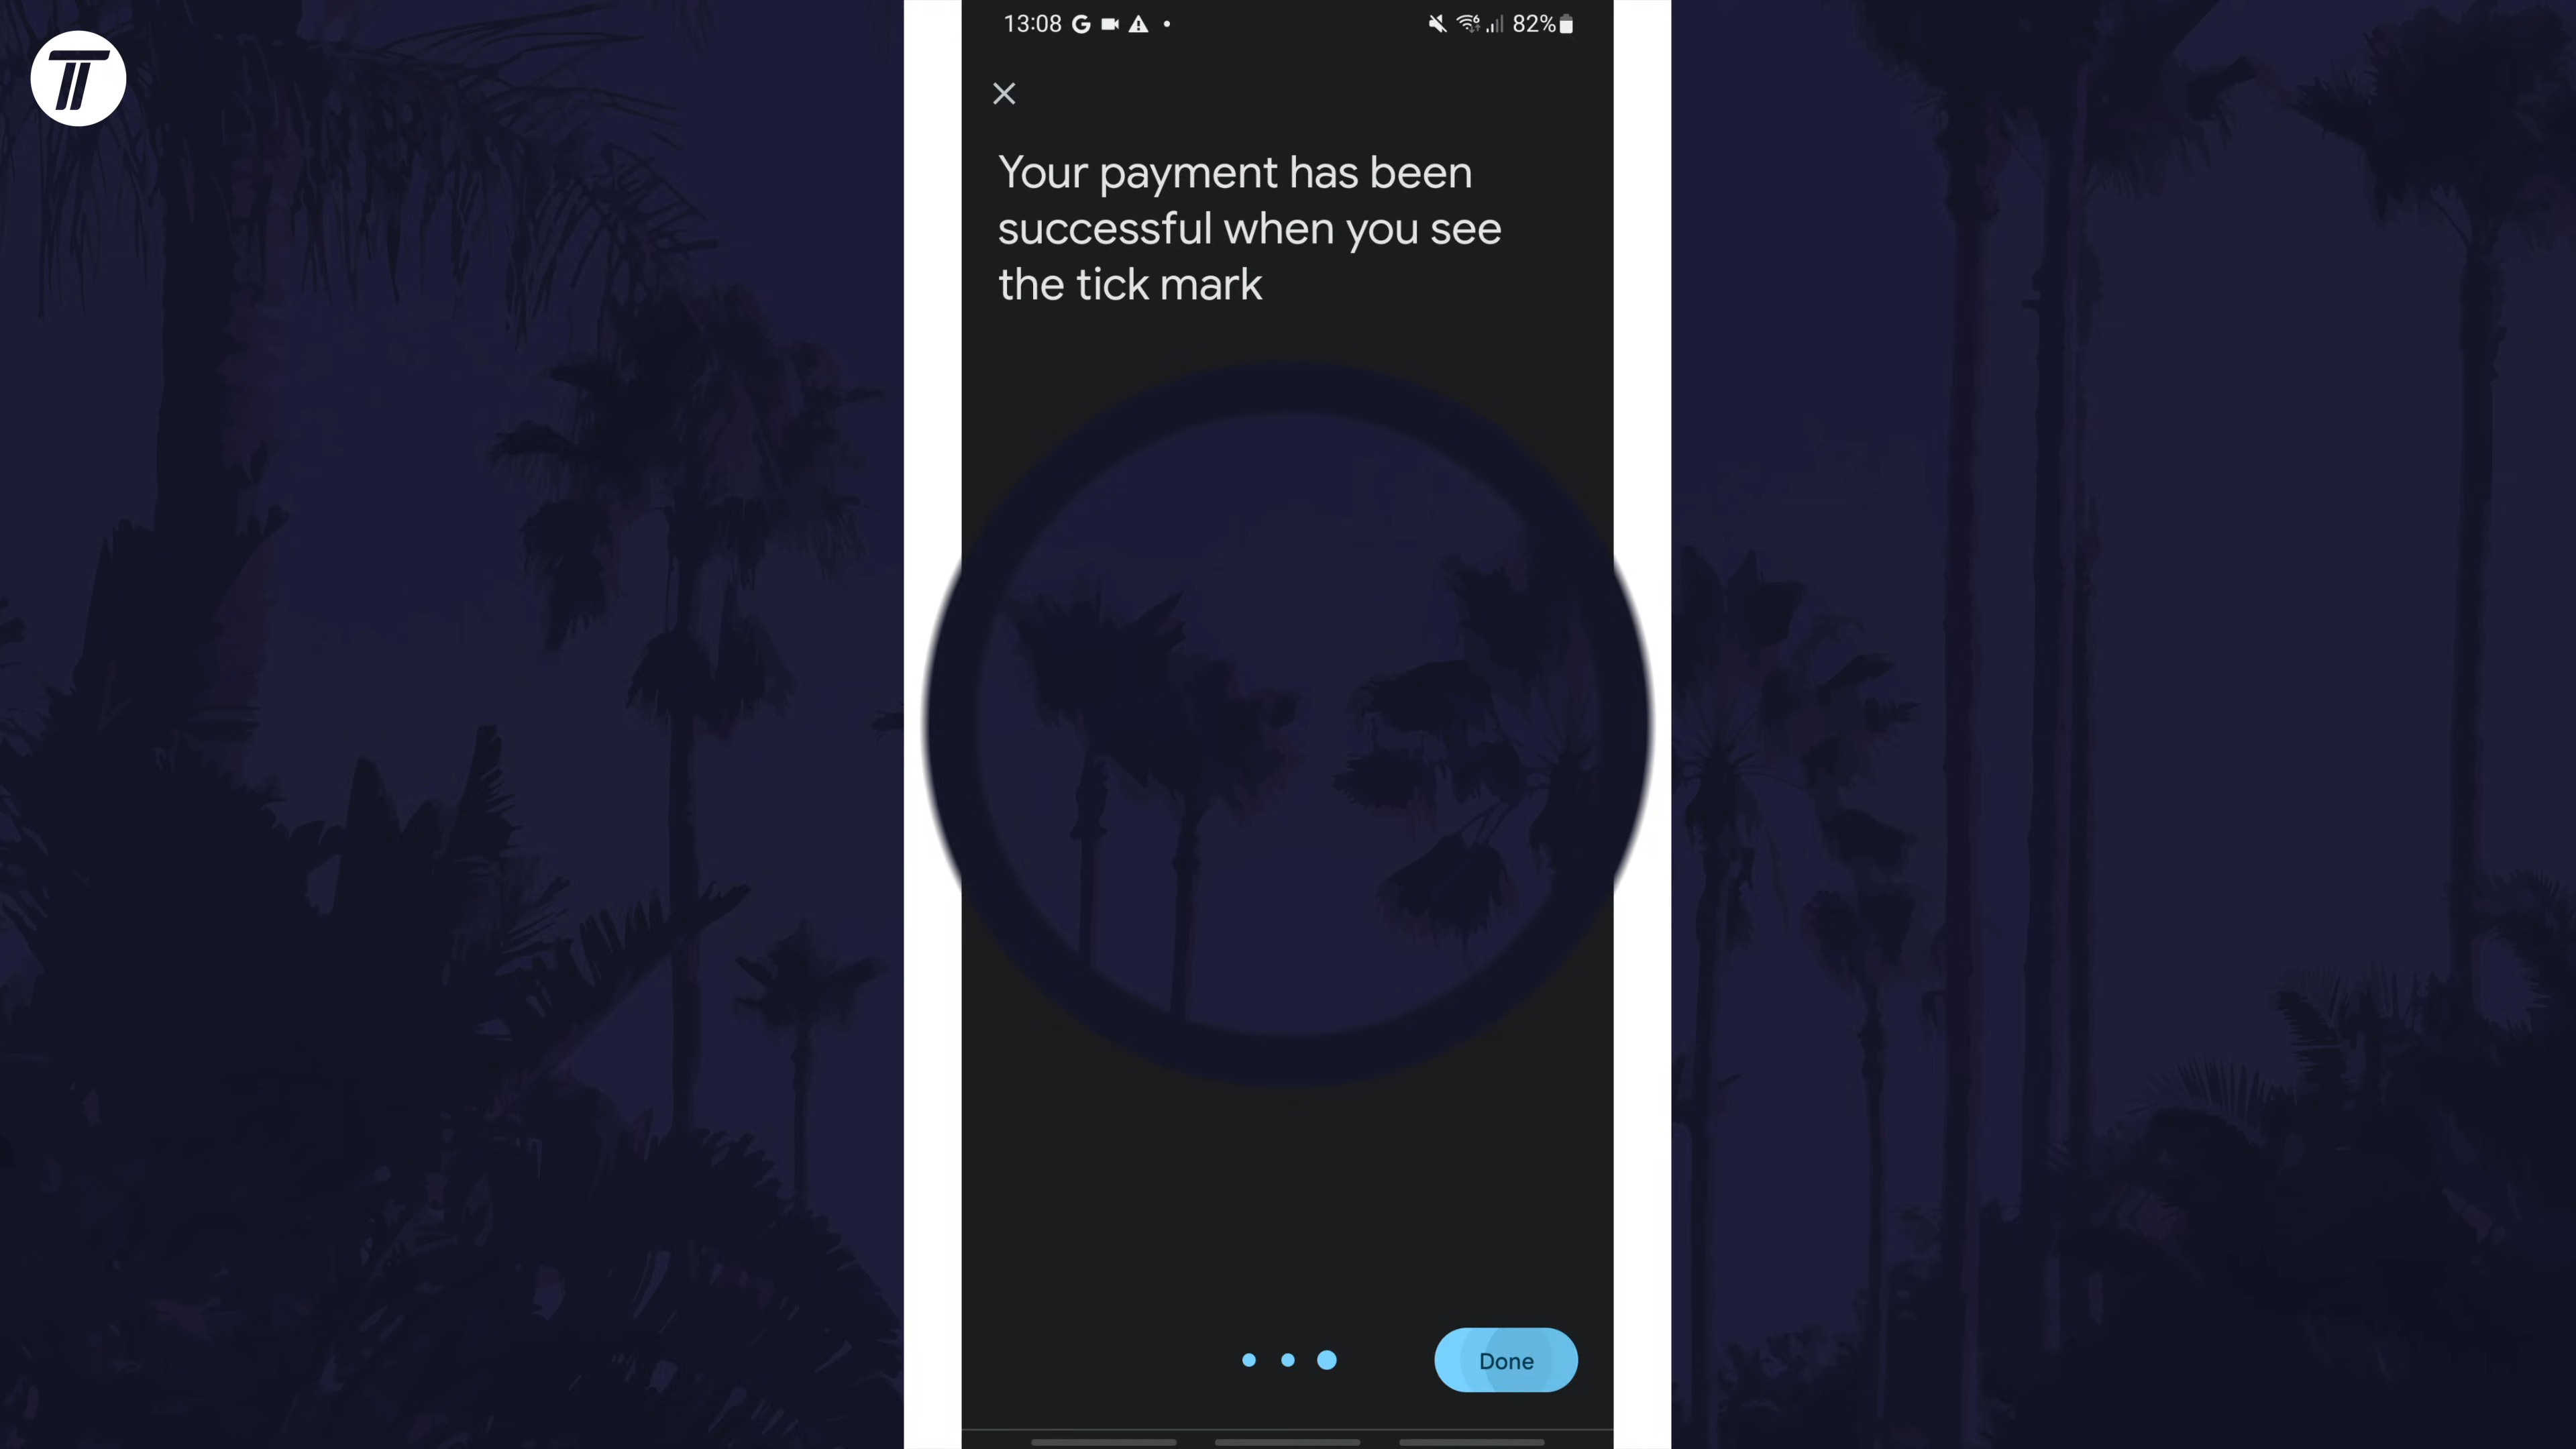 13:08 82%
Your payment has been
successful when you see
the tick mark
Done